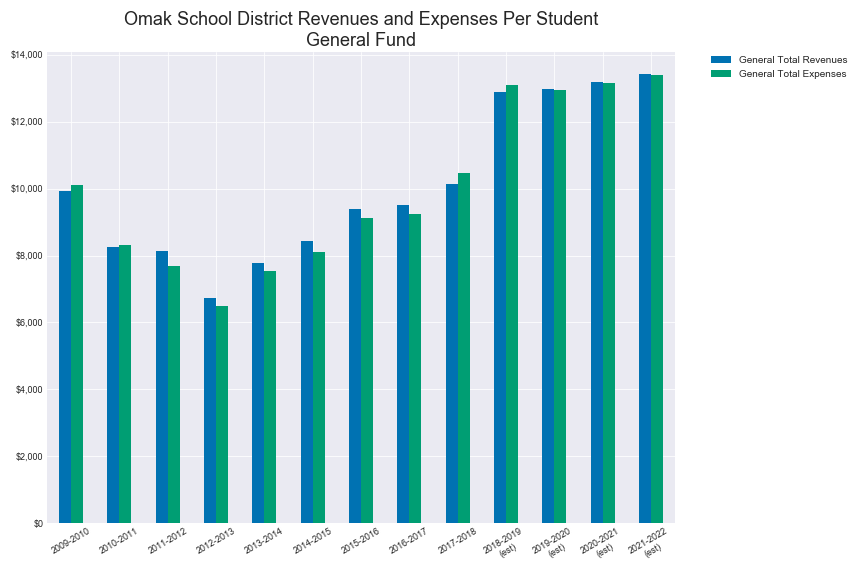 Omak School District Revenues and Expenses Per Student
General Fund
General Total Revenues
General Total Expenses
$14,000
$12,000
$10,000
$8,000
$6,000
$4,000
$2,000
$0
2009-2010
2010-2011
2011-2012
2012-2013
2013-2014
2014-2015
2015-2016
2016-2017
2017-2018
2018-2019
(est)
2019-2020
(est)
2020-2021
(est)
2021-2022
(est)